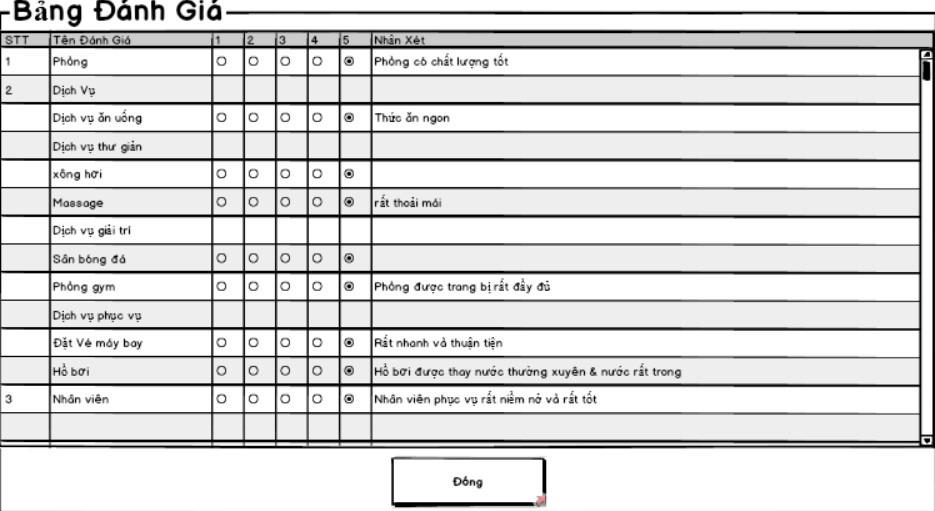 Bảng Đánh Giá
STT Tên Đánh Giá 1 2 3 4 5 Nhận Xét
1 Phòng Phòng có chất lượng tốt
2 Dịch Vụ
Dịch vụ ăn uống Thức ăn ngon
Dịch vụ thư giản
xông hơi
Massage rất thoải mái
Dịch vụ giải trí
Sân bóng đá
Phòng gym Phòng được trang bị rất đầy đủ
Dịch vụ phục vụ
Đặt Vé máy bay Rất nhanh và thuận tiện
Hồ bơi Hồ bơi được thay nước thường xuyên & nước rất trong
3 Nhân viên Nhân viên phục vụ rất niềm nở và rất tốt
Đóng